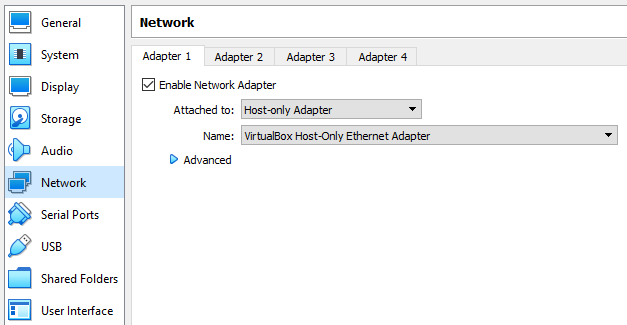 General
System
Display
Storage
Audio
Network
Serial Ports
USB
Shared Folders
User Interface
Network
Adapter 1 Adapter 2 Adapter 3 Adapter 4
Enable Network Adapter
Attached to: Host-only Adapter
Name: VirtualBox Host-Only Ethernet Adapter
Advanced